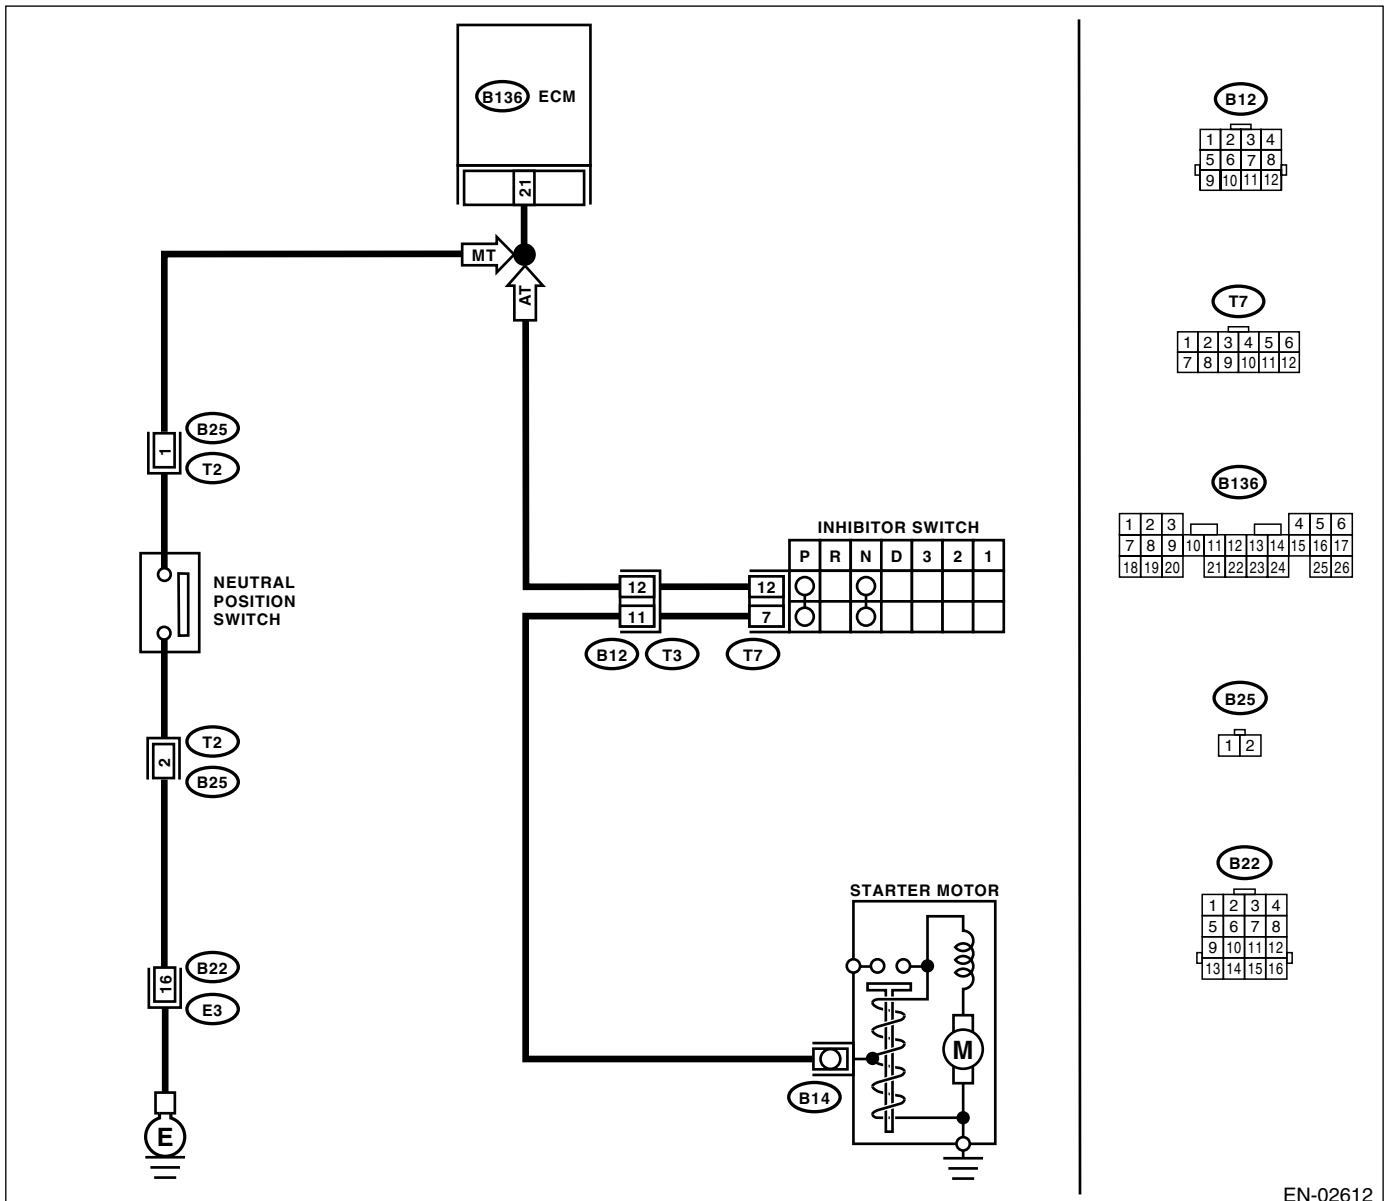 B136 ECM
21
MT
AT
B25
1
T2
NEUTRAL
POSITION
SWITCH
T2
2
B25
B22
16
E3
E
INHIBITOR SWITCH
P R N D 3 2 1
12 12
11 7
B12 T3 T7
STARTER MOTOR
M
B14
B12
1 2 3 4
5 6 7 8
9 10 11 12
T7
1 2 3 4 5 6
7 8 9 10 11 12
B136
1 2 3 4 5 6
7 8 9 10 11 12 13 14 15 16 17
18 19 20 21 22 23 24 25 26
B25
1 2
B22
1 2 3 4
5 6 7 8
9 10 11 12
13 14 15 16
EN-02612